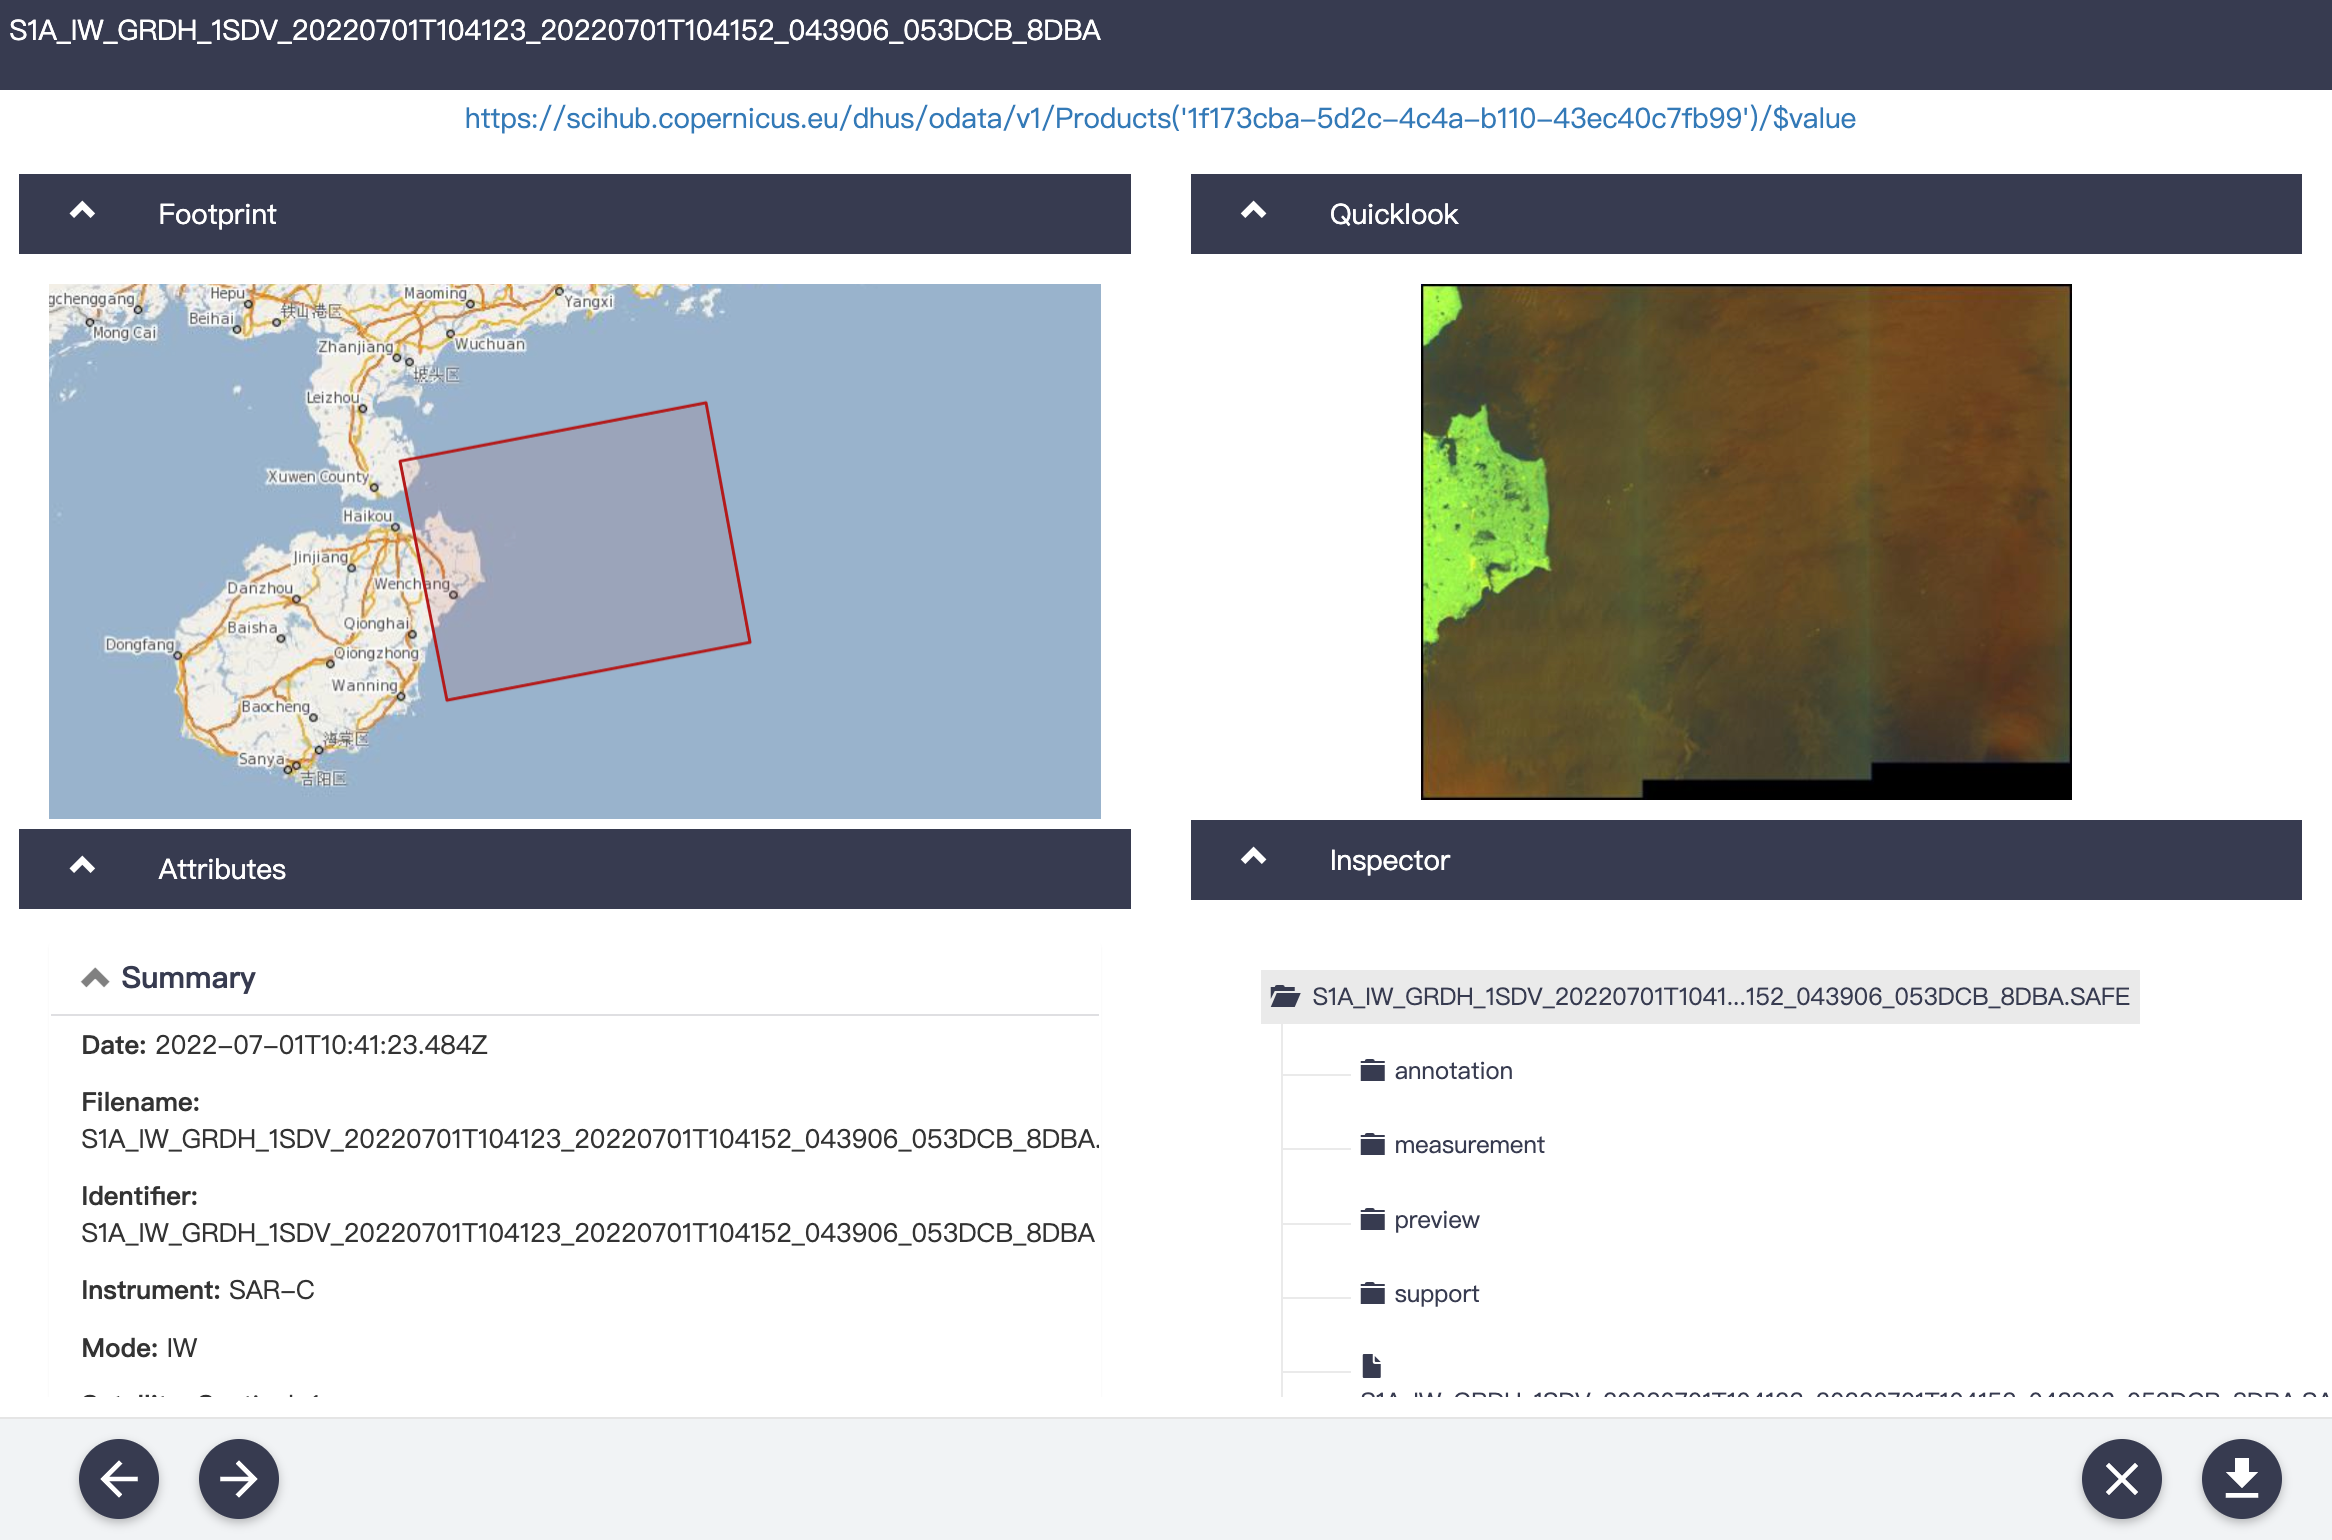 S1A_IW_GRDH_1SDV_20220701T104123_20220701T104152_043906_053DCB_8DBA
https://scihub.copernicus.eu/dhus/odata/v1/Products('1f173cba-5d2c-4c4a-b110-43ec40c7fb99')/$value
Footprint
gchenggang
Hepu
Maoming
Yangxi
Mong Cai
Beihai
铁山港区
Zhanjiang
Wuchuan
坡头区
Leizhou
Xuwen County
Haikou
Jinjiang
Danzhou
Wenchang
Baisha
Qionghai
Dongfang
Qiongzhong
Wanning
Baocheng
海棠区
Sanya
吉阳区
Quicklook
Attributes
Summary
Date: 2022-07-01T10:41:23.484Z
Filename:
S1A_IW_GRDH_1SDV_20220701T104123_20220701T104152_043906_053DCB_8DBA.
Identifier:
S1A_IW_GRDH_1SDV_20220701T104123_20220701T104152_043906_053DCB_8DBA
Instrument: SAR-C
Mode: IW
Inspector
S1A_IW_GRDH_1SDV_20220701T1041...152_043906_053DCB_8DBA.SAFE
annotation
measurement
preview
support